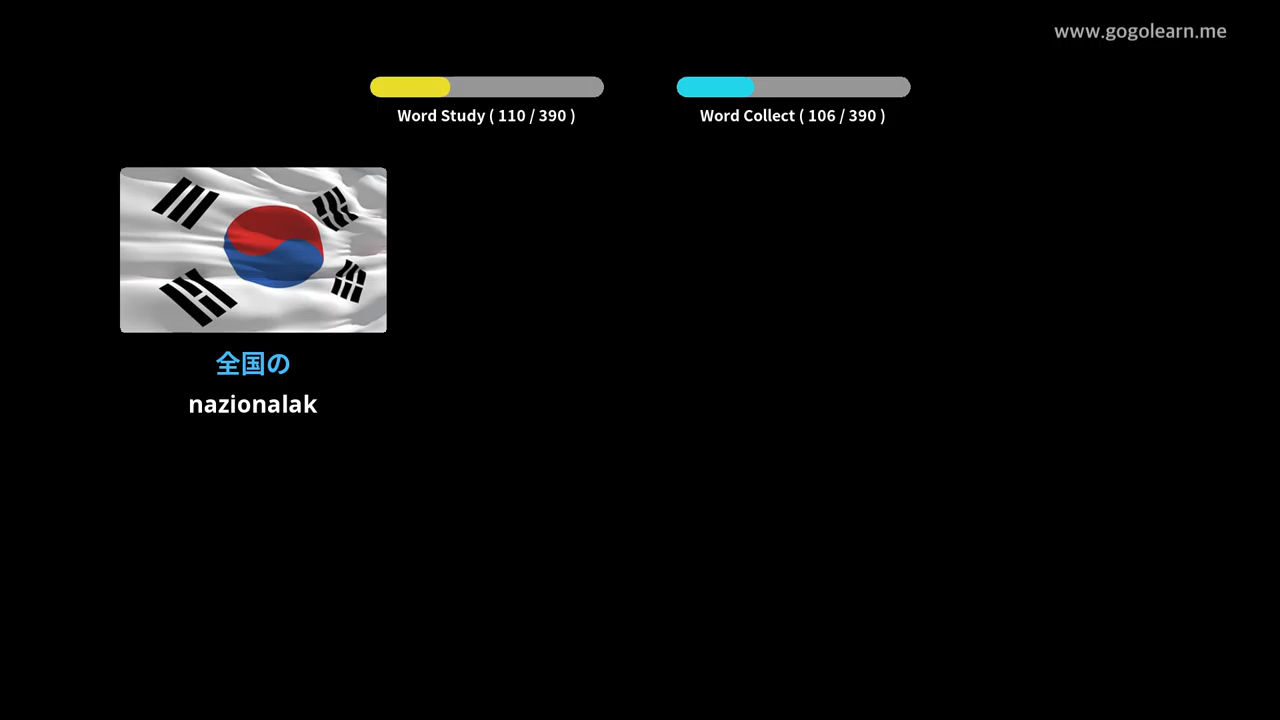 www.gogolearn.me
Word Study ( 110 / 390 )
Word Collect ( 106 / 390 )
全国の
nazionalak